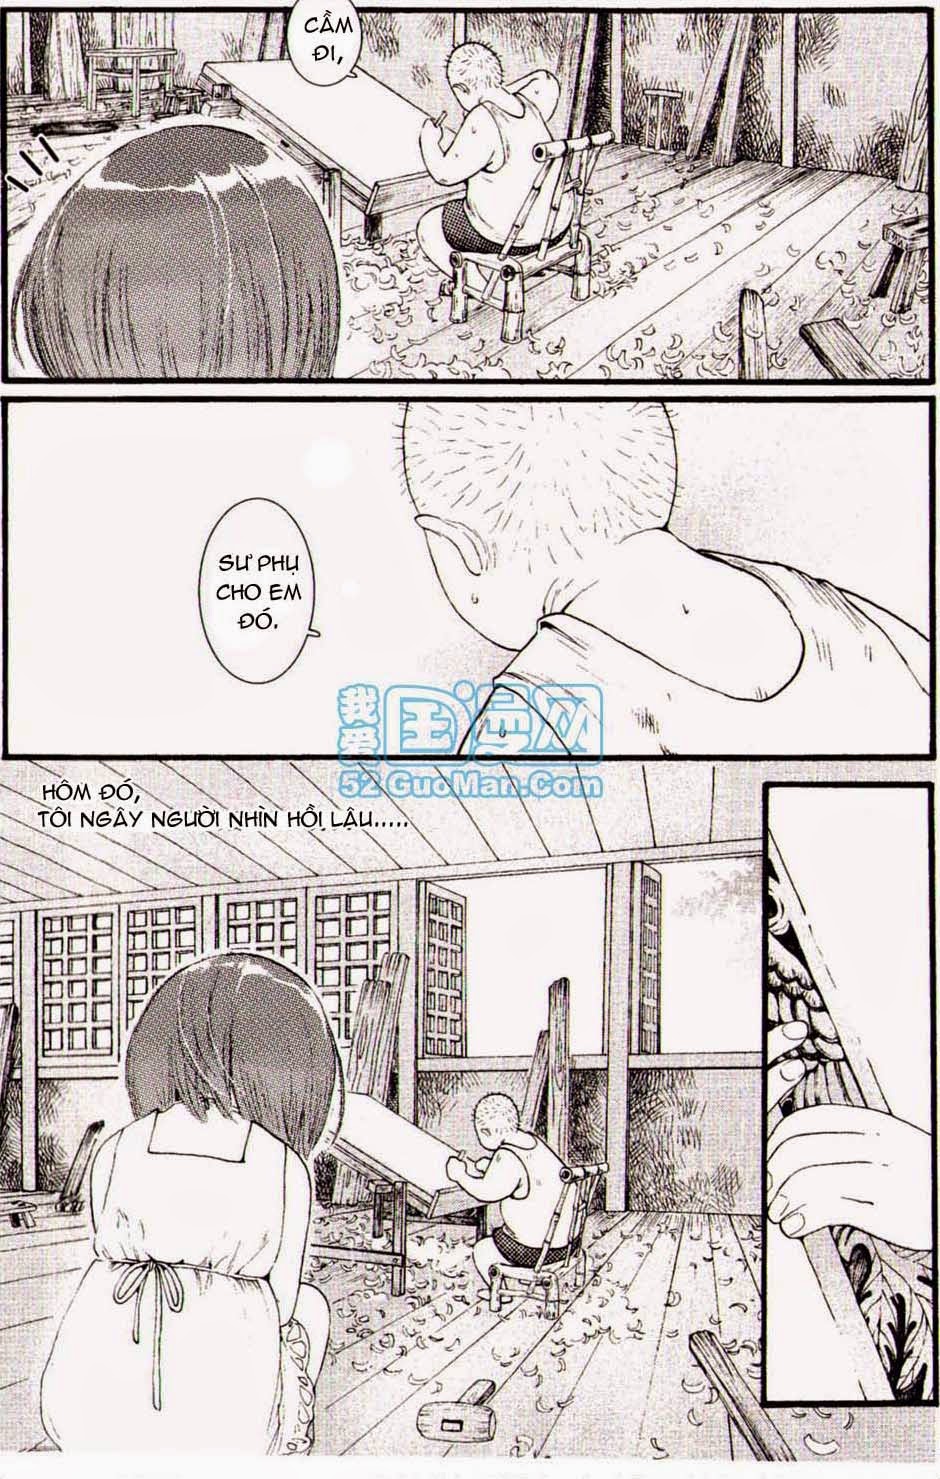 CẦM
ĐI,
SƯ PHỤ
CHO EM
ĐÓ.
我爱国漫网
52GuoMan.Com
HÔM ĐÓ,
TÔI NGÂY NGƯỜI NHÌN HỒI LẬU.....